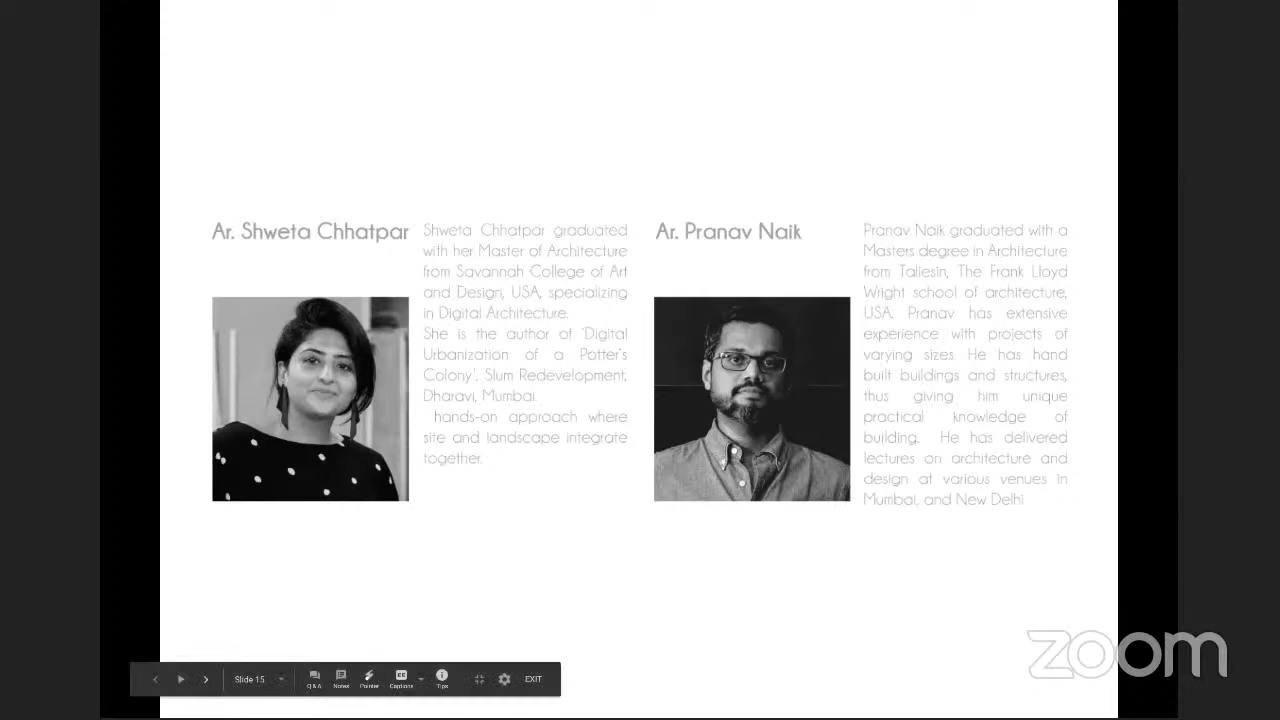 Ar. Shweta Chhatpar
Shweta Chhatpar graduated
with her Master of Architecture
from Savannah College of Art
and Design, USA, specializing
in Digital Architecture.
She is the author of 'Digital
Urbanization of a Potter's
Colony', Slum Redevelopment,
Dharavi, Mumbai.
hands-on approach where
site and landscape integrate
together.
Ar. Pranav Naik
Pranav Naik graduated with a
Masters degree in Architecture
from Taliesin, The Frank Lloyd
Wright school of architecture,
USA. Pranav has extensive
experience with projects of
varying sizes. He has hand
built buildings and structures,
thus giving him unique
practical knowledge of
building. He has delivered
lectures on architecture and
design at various venues in
Mumbai, and New Delhi
zoom
Slide 15
Q & A
Notes
Pointer
CC
Captions
Tips
EXIT